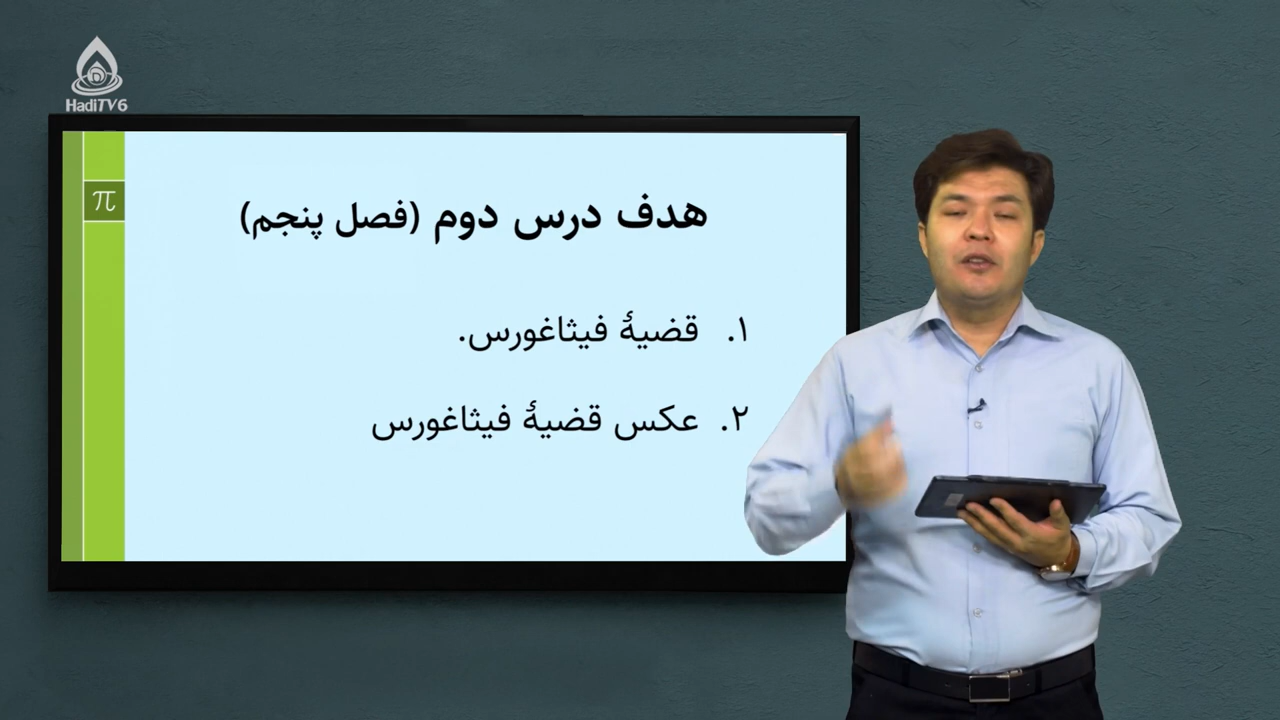 HadiTV6
π
هدف درس دوم (فصل پنجم)
۱. قضیهٔ فیثاغورس.
۲. عکس قضیهٔ فیثاغورس